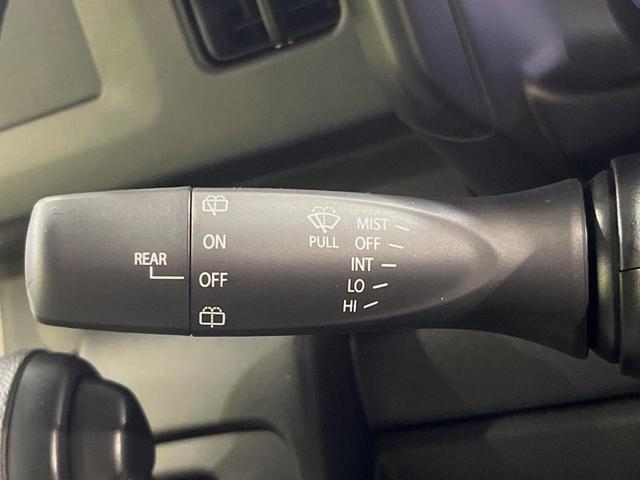 REAR
ON
OFF
PULL
MIST
OFF
INT
LO
HI